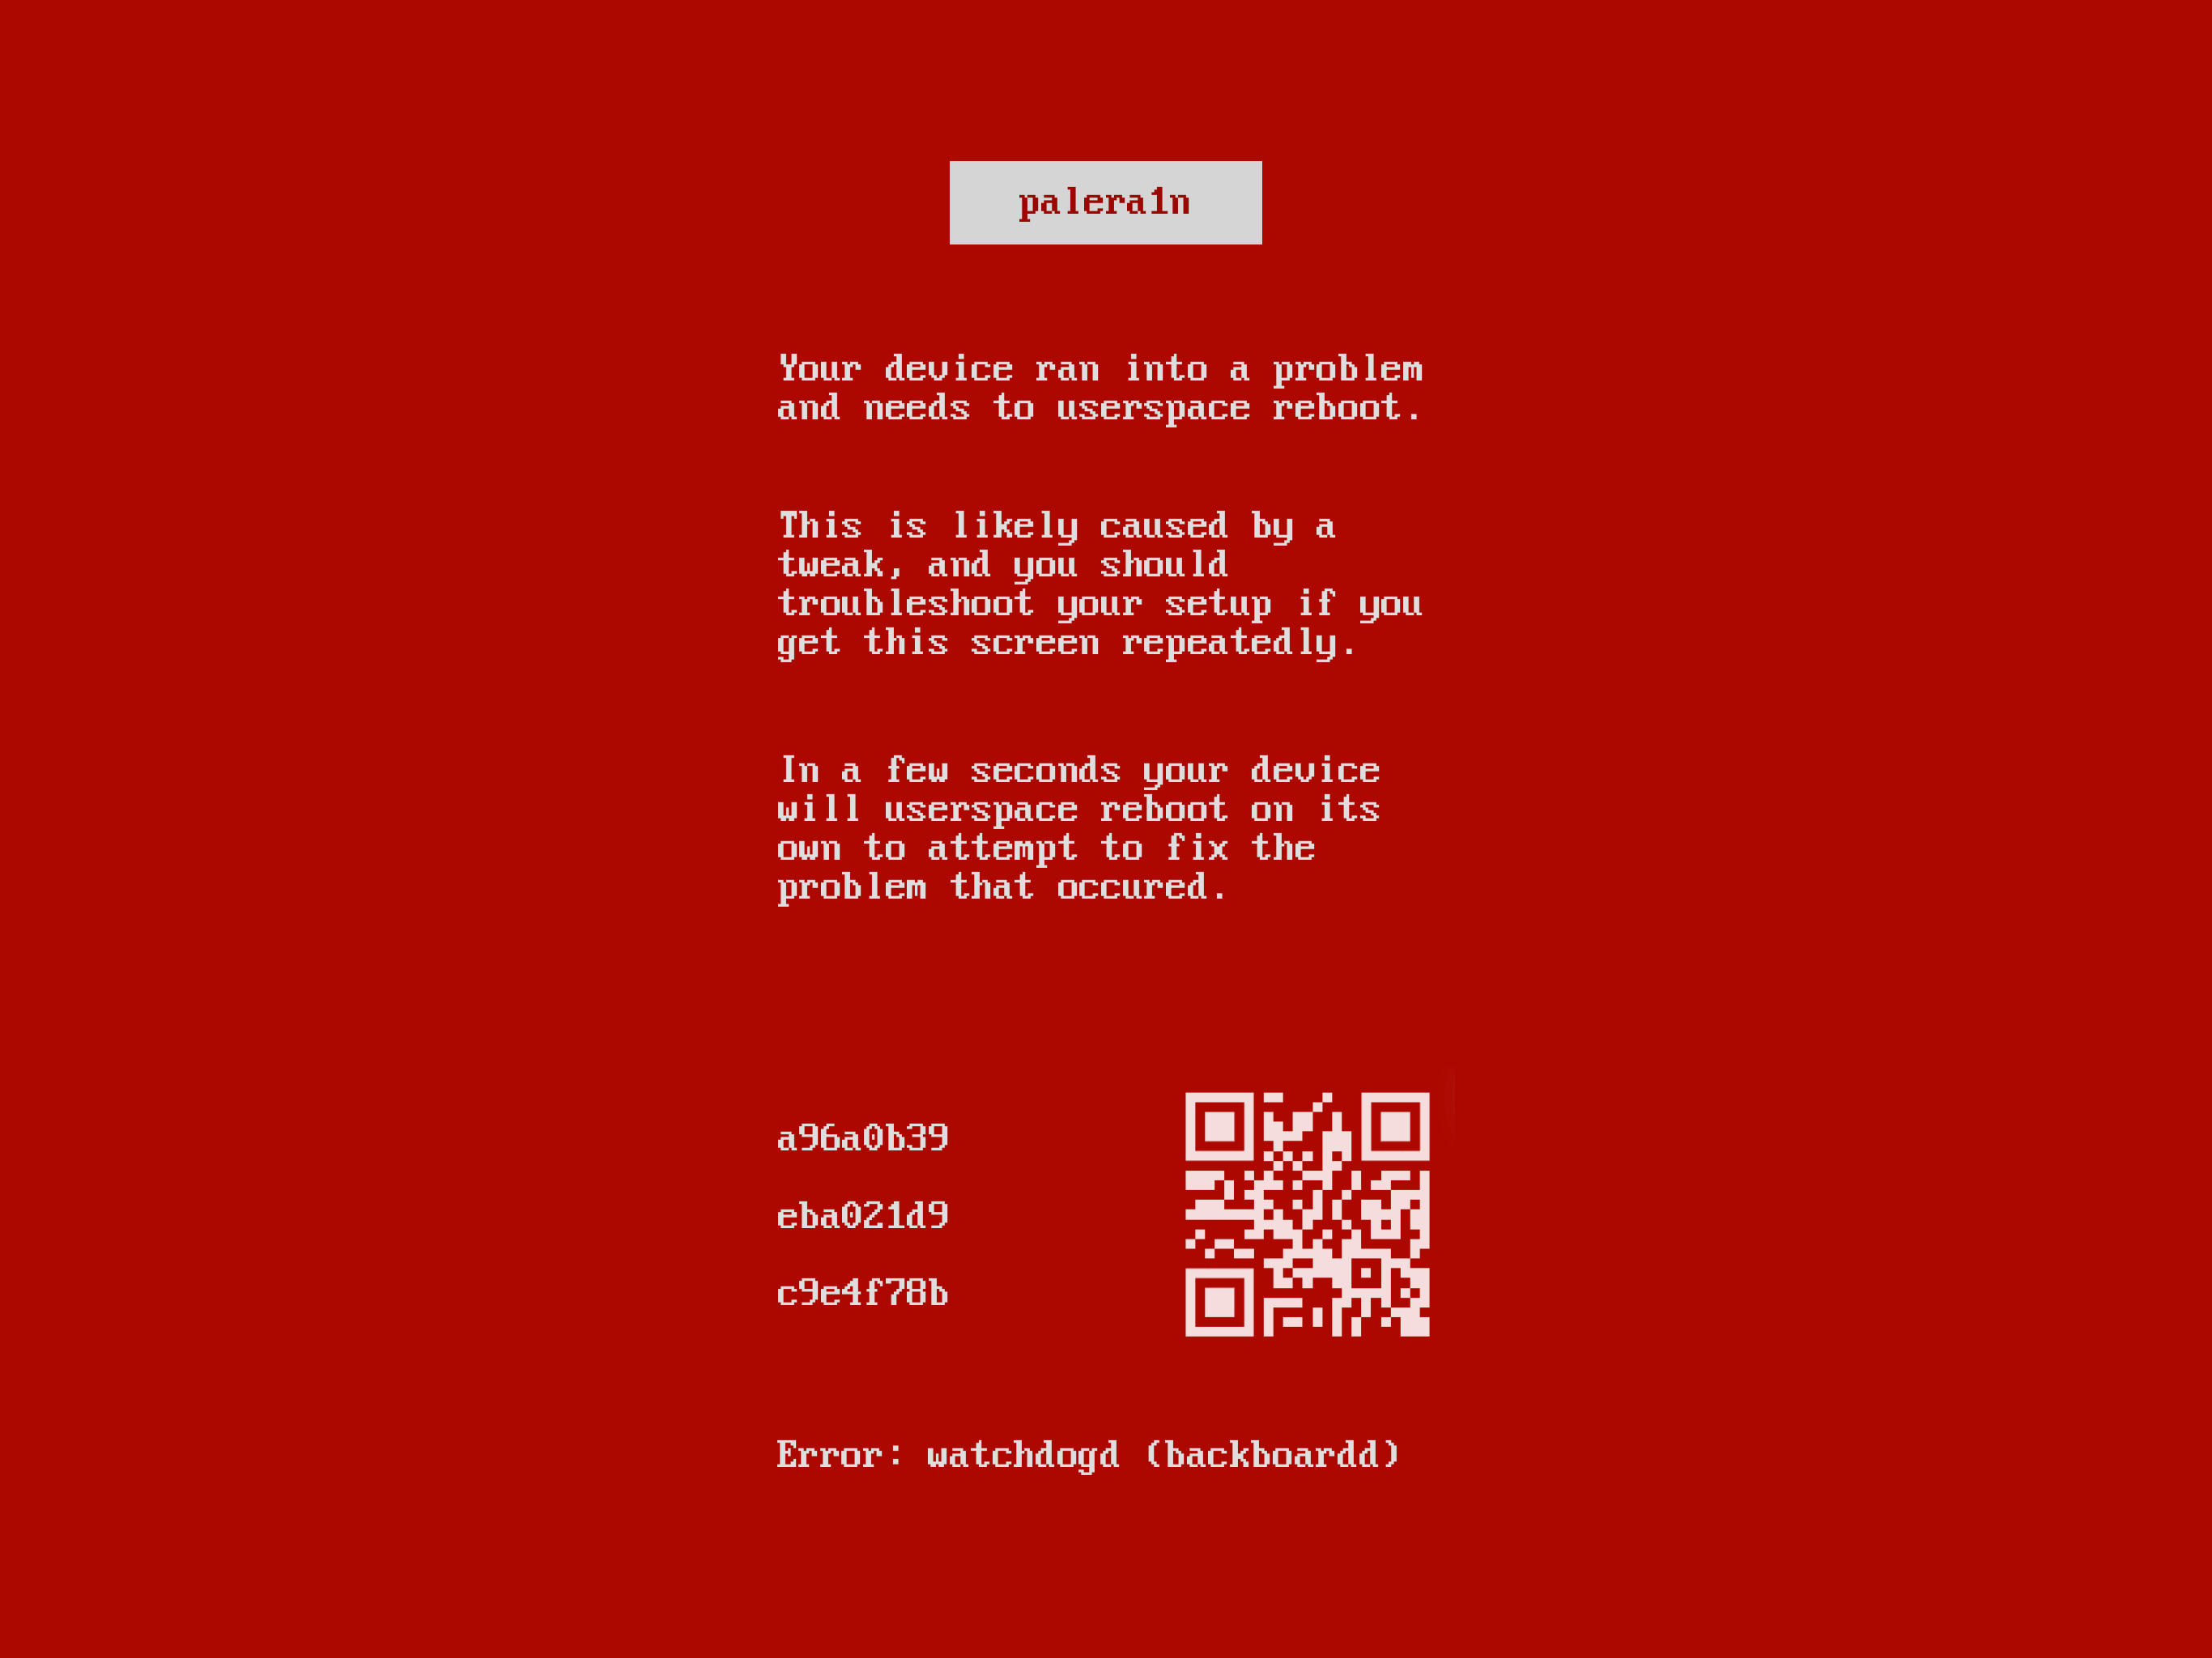 palera1n
Your device ran into a problem
and needs to userspace reboot.
This is likely caused by a
tweak, and you should
troubleshoot your setup if you
get this screen repeatedly.
In a few seconds your device
will userspace reboot on its
own to attempt to fix the
problem that occured.
a96a0b39
eba021d9
c9e4f78b
Error: watchdogd (backboardd)